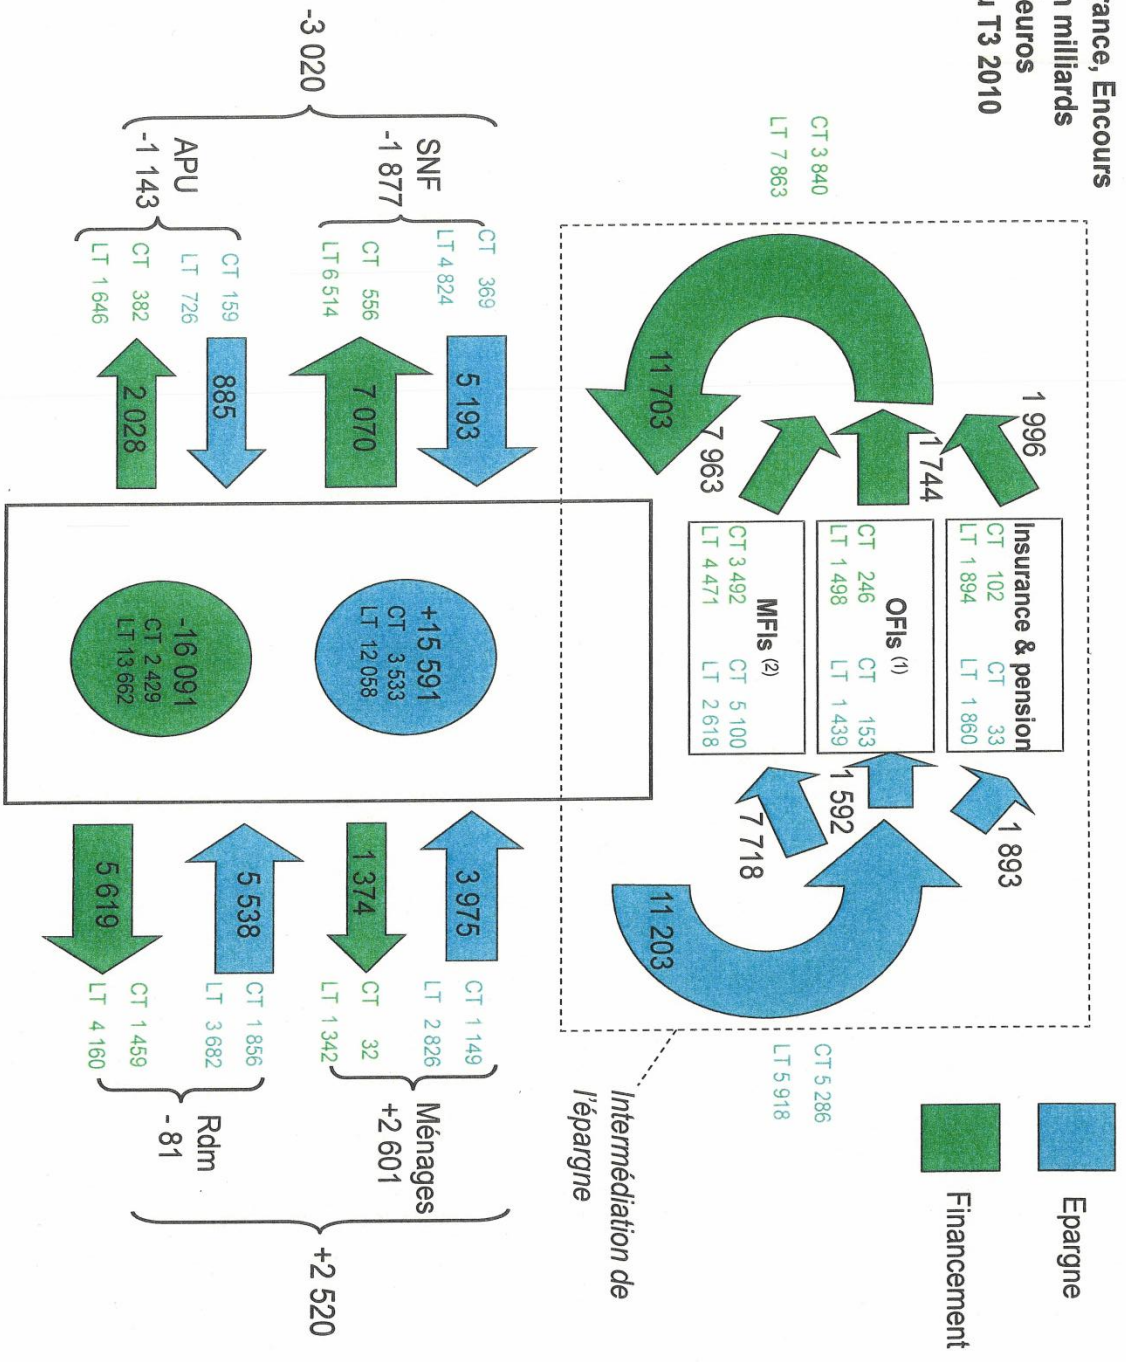 rance, Encours
n milliards
euros
u T3 2010
Epargne
Financement
1 996
Insurance & pension
CT 102 CT 33
LT 1 894 LT 1 860
1 893
1 744
OFIs (1)
CT 246 CT 153
LT 1 498 LT 1 439
1 592
CT 3 840
LT 7 863
CT 5 286
LT 5 918
7 963
MFIs (2)
CT 3 492 CT 5 100
LT 4 471 LT 2 618
7 718
11 703
11 203
Intermédiation de
l'épargne
-3 020
SNF
-1 877
CT 369
LT 4 824
5 193
CT 556
LT 6 514
7 070
APU
-1 143
CT 159
LT 726
885
CT 382
LT 1 646
2 028
+15 591
CT 3 533
LT 12 058
-16 091
CT 2 429
LT 13 662
3 975
CT 1 149
LT 2 826
1 374
CT 32
LT 1 342
Ménages
+2 601
5 538
CT 1 856
LT 3 682
5 619
CT 1 459
LT 4 160
Rdm
- 81
+2 520